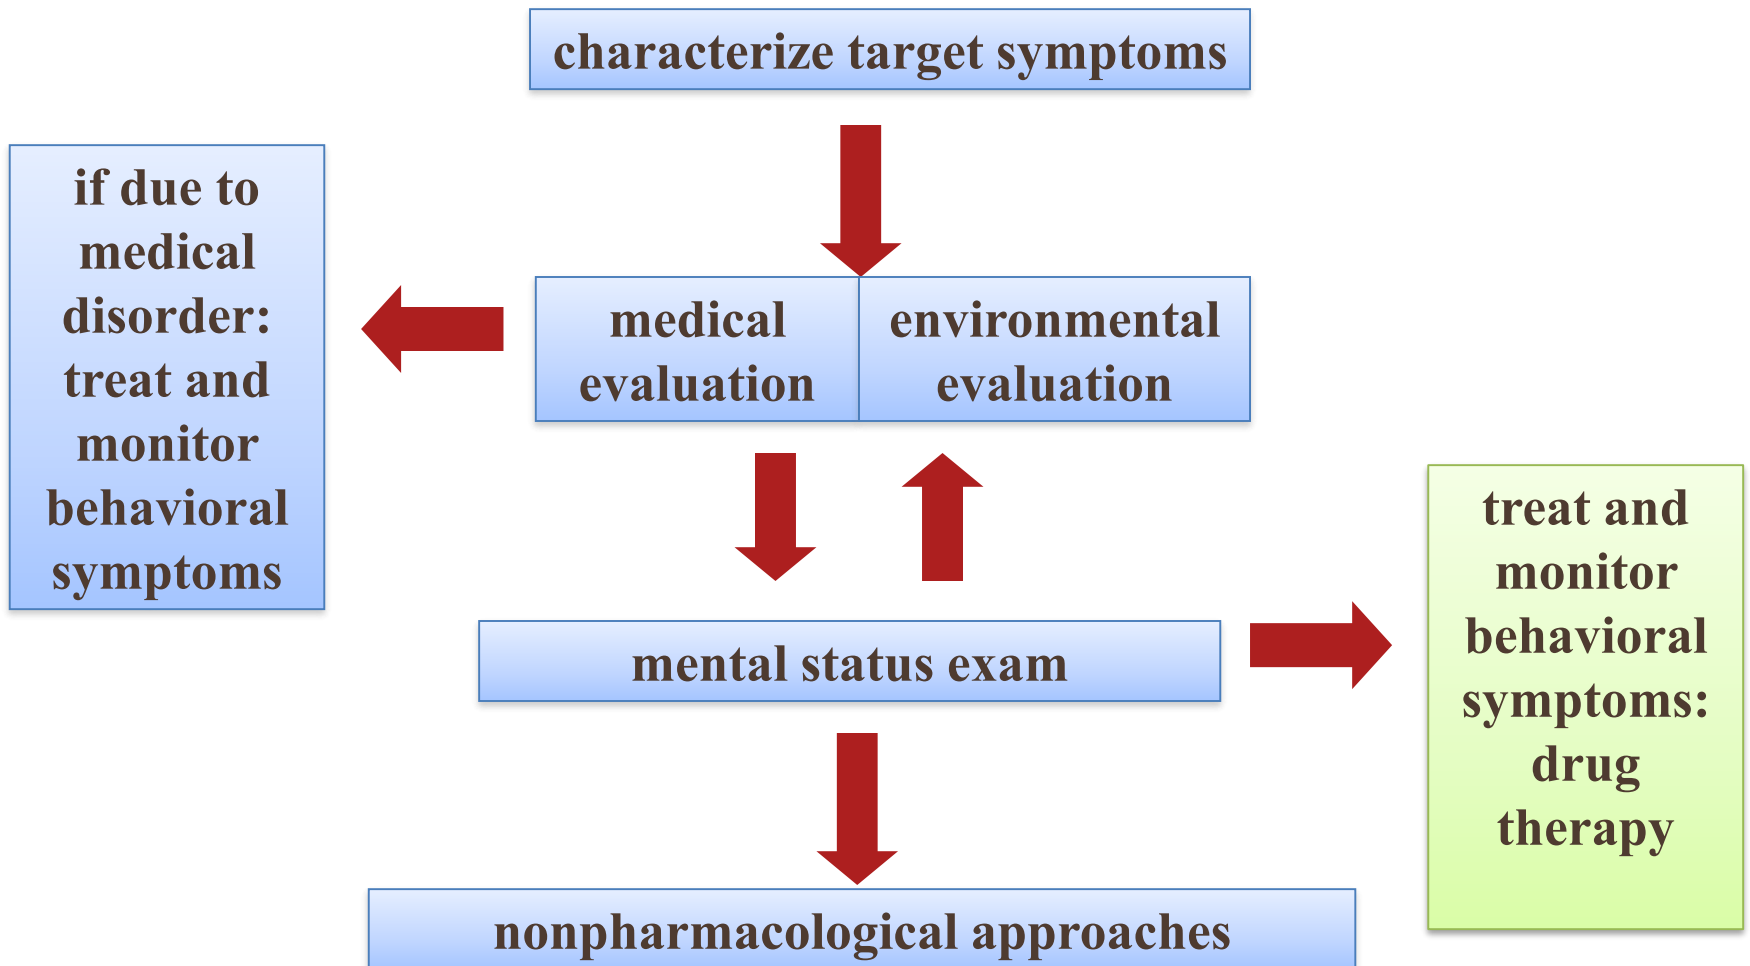 characterize target symptoms
if due to
medical
disorder:
treat and
monitor
behavioral
symptoms
medical
evaluation
environmental
evaluation
mental status exam
treat and
monitor
behavioral
symptoms:
drug
therapy
nonpharmacological approaches